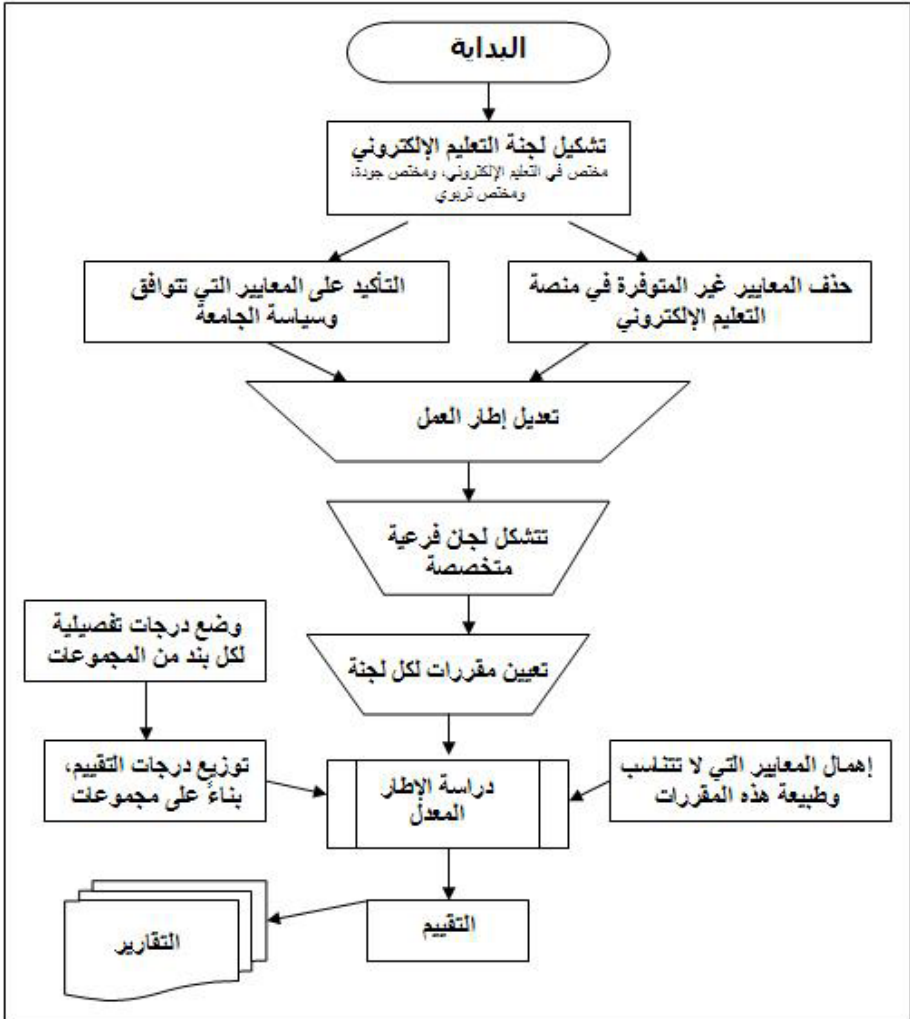 البداية
تشكيل لجنة التعليم الإلكتروني
مختص في التعليم الإلكتروني، ومختص جودة،
ومختص تربوي
حذف المعايير غير المتوفرة في منصة
التعليم الإلكتروني
التأكيد على المعايير التي تتوافق
وسياسة الجامعة
تعديل إطار العمل
تتشكل لجان فرعية
متخصصة
تعيين مقررات لكل لجنة
وضع درجات تفصيلية
لكل بند من المجموعات
إهمال المعايير التي لا تتناسب
وطبيعة هذه المقررات
دراسة الإطار
المعدل
توزيع درجات التقييم،
بناءً على مجموعات
التقييم
التقارير